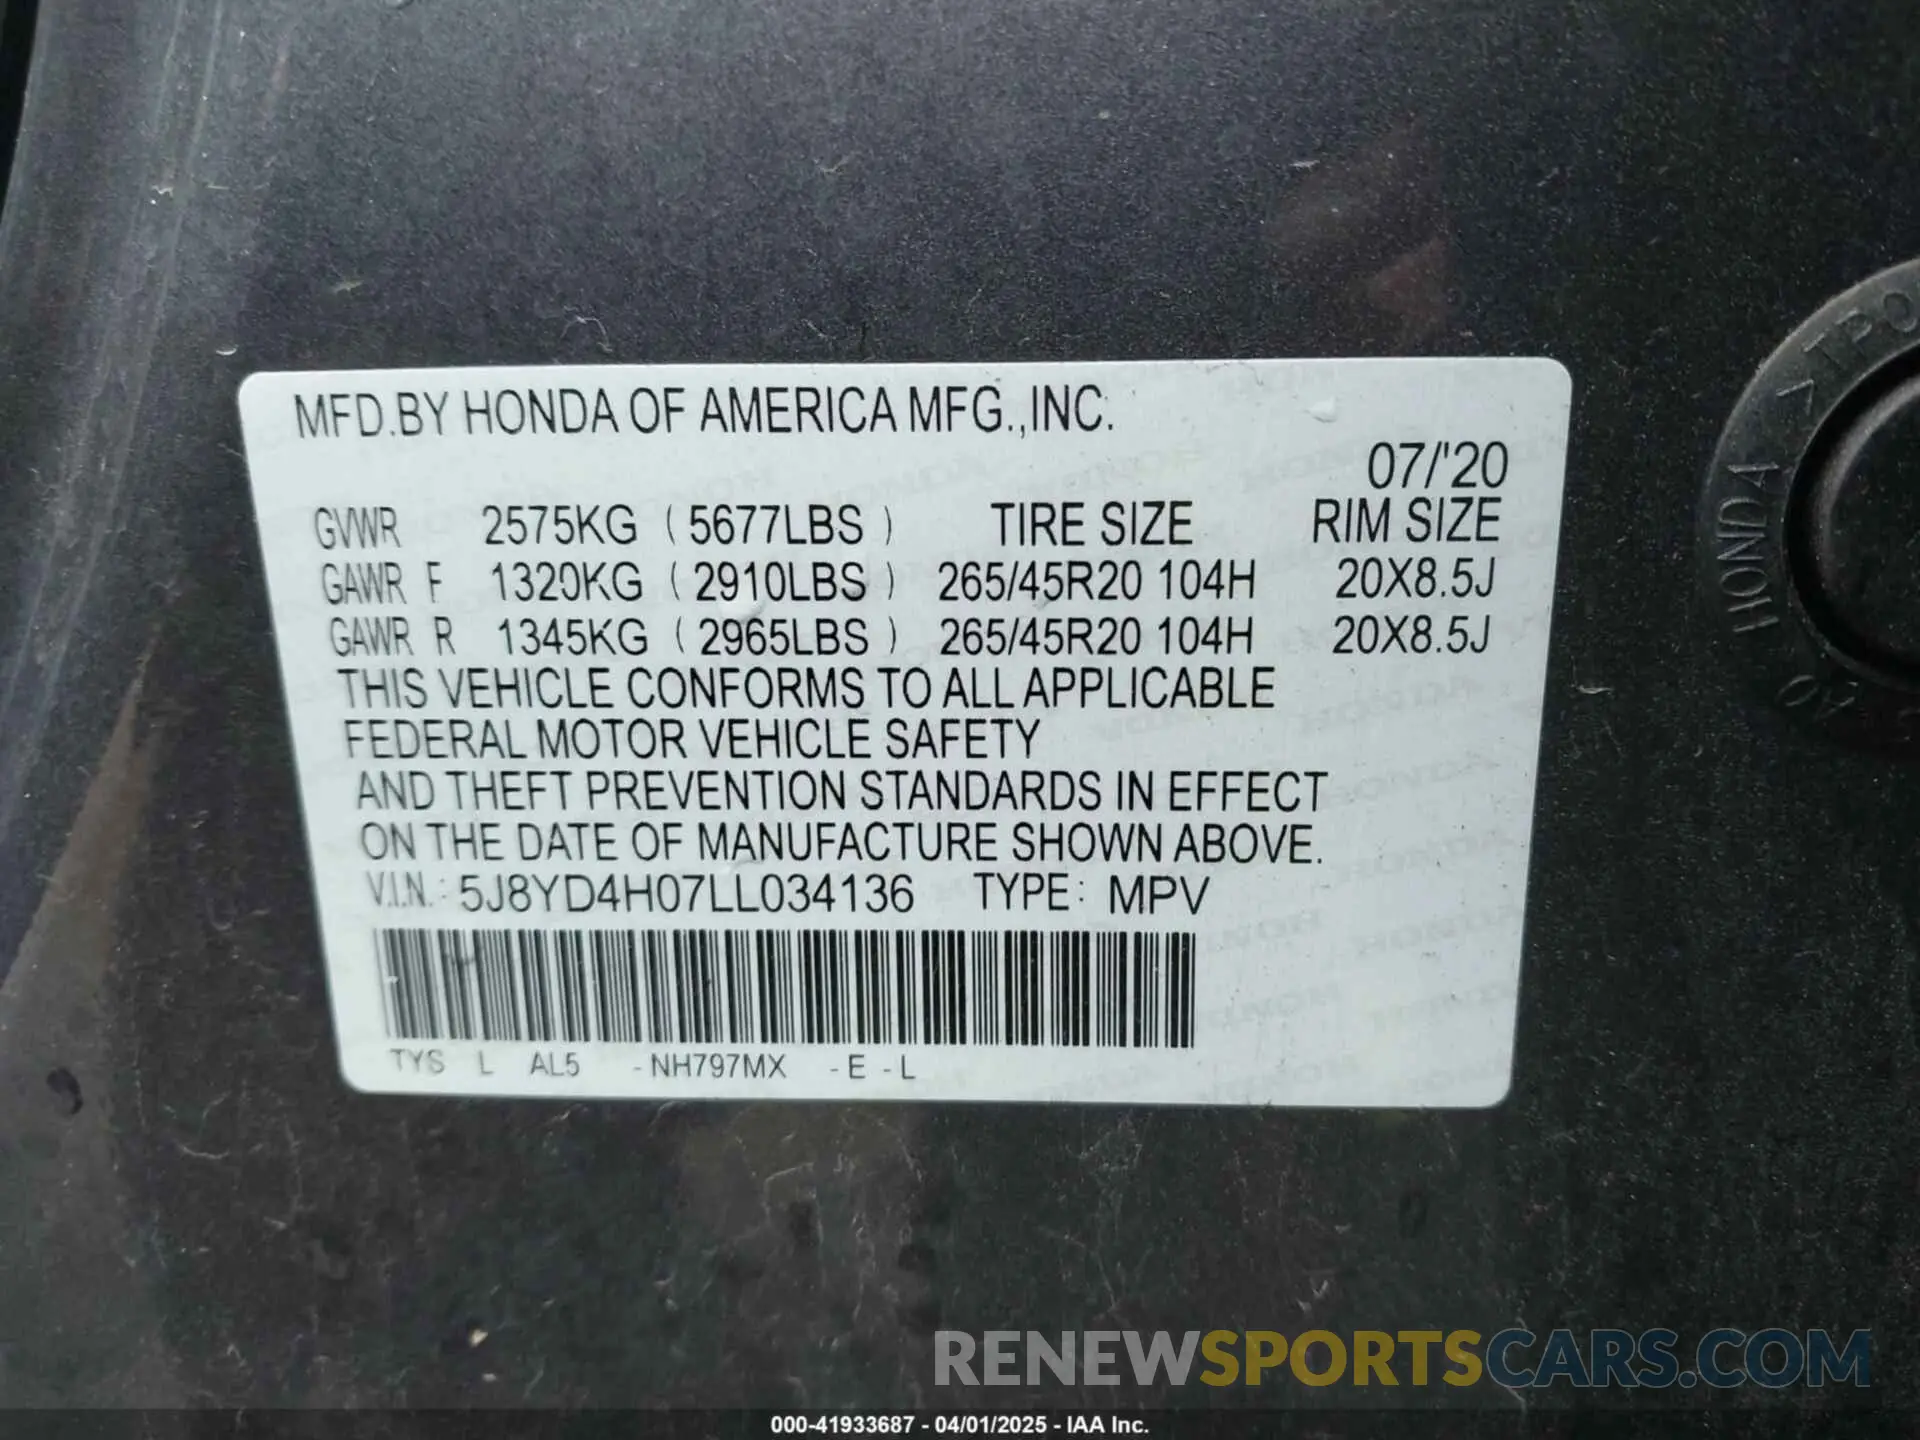 MFD.BY HONDA OF AMERICA MFG.,INC.
07/'20
GVWR 2575KG ( 5677LBS ) TIRE SIZE RIM SIZE
GAWR F 1320KG ( 2910LBS ) 265/45R20 104H 20X8.5J
GAWR R 1345KG ( 2965LBS ) 265/45R20 104H 20X8.5J
THIS VEHICLE CONFORMS TO ALL APPLICABLE
FEDERAL MOTOR VEHICLE SAFETY
AND THEFT PREVENTION STANDARDS IN EFFECT
ON THE DATE OF MANUFACTURE SHOWN ABOVE.
V.I.N.: 5J8YD4H07LL034136 TYPE: MPV
TYS L AL5 -NH797MX -E -L
HONDA
RENEWSPORTSCARS.COM
000-41933687 - 04/01/2025 - IAA Inc.